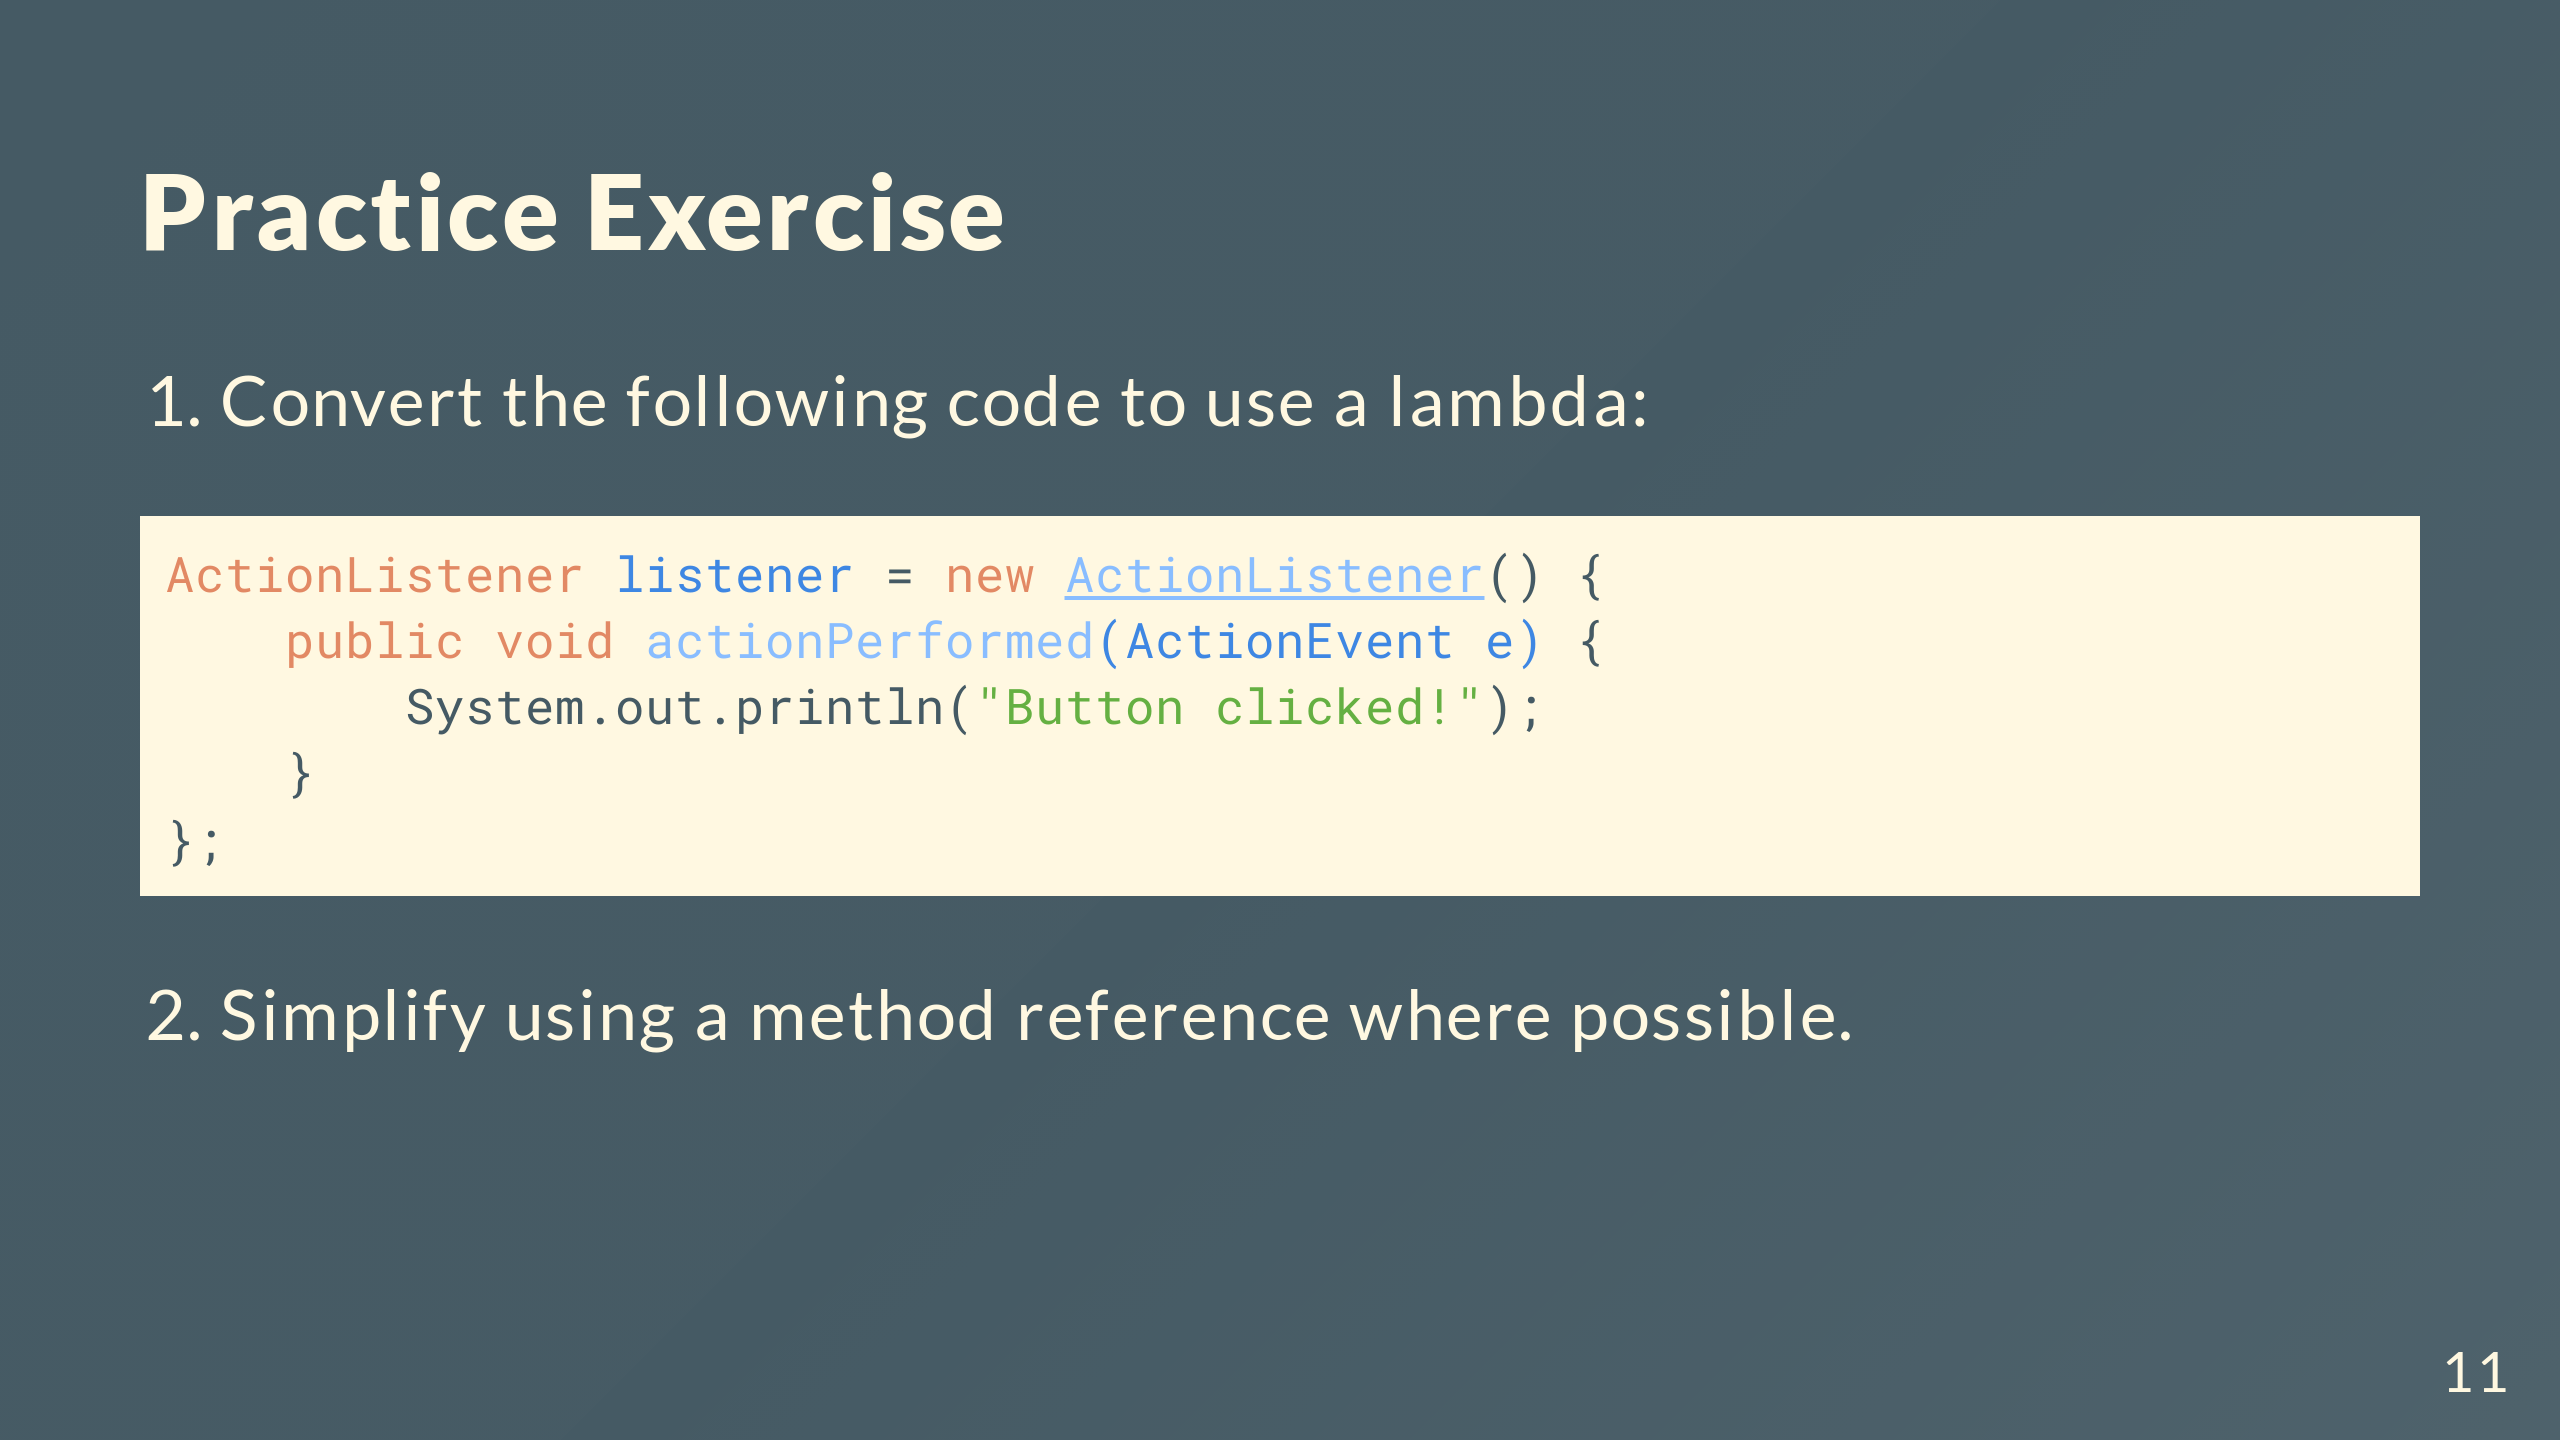 Practice Exercise
1. Convert the following code to use a lambda:
ActionListener listener = new ActionListener() {
    public void actionPerformed(ActionEvent e) {
        System.out.println("Button clicked!");
    }
};
2. Simplify using a method reference where possible.
11